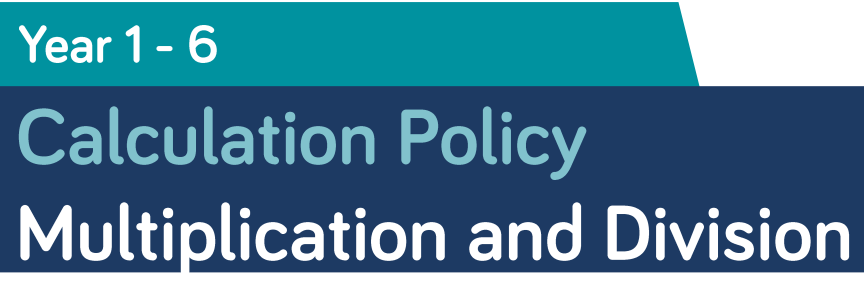 Year 1 - 6
Calculation Policy
Multiplication and Division